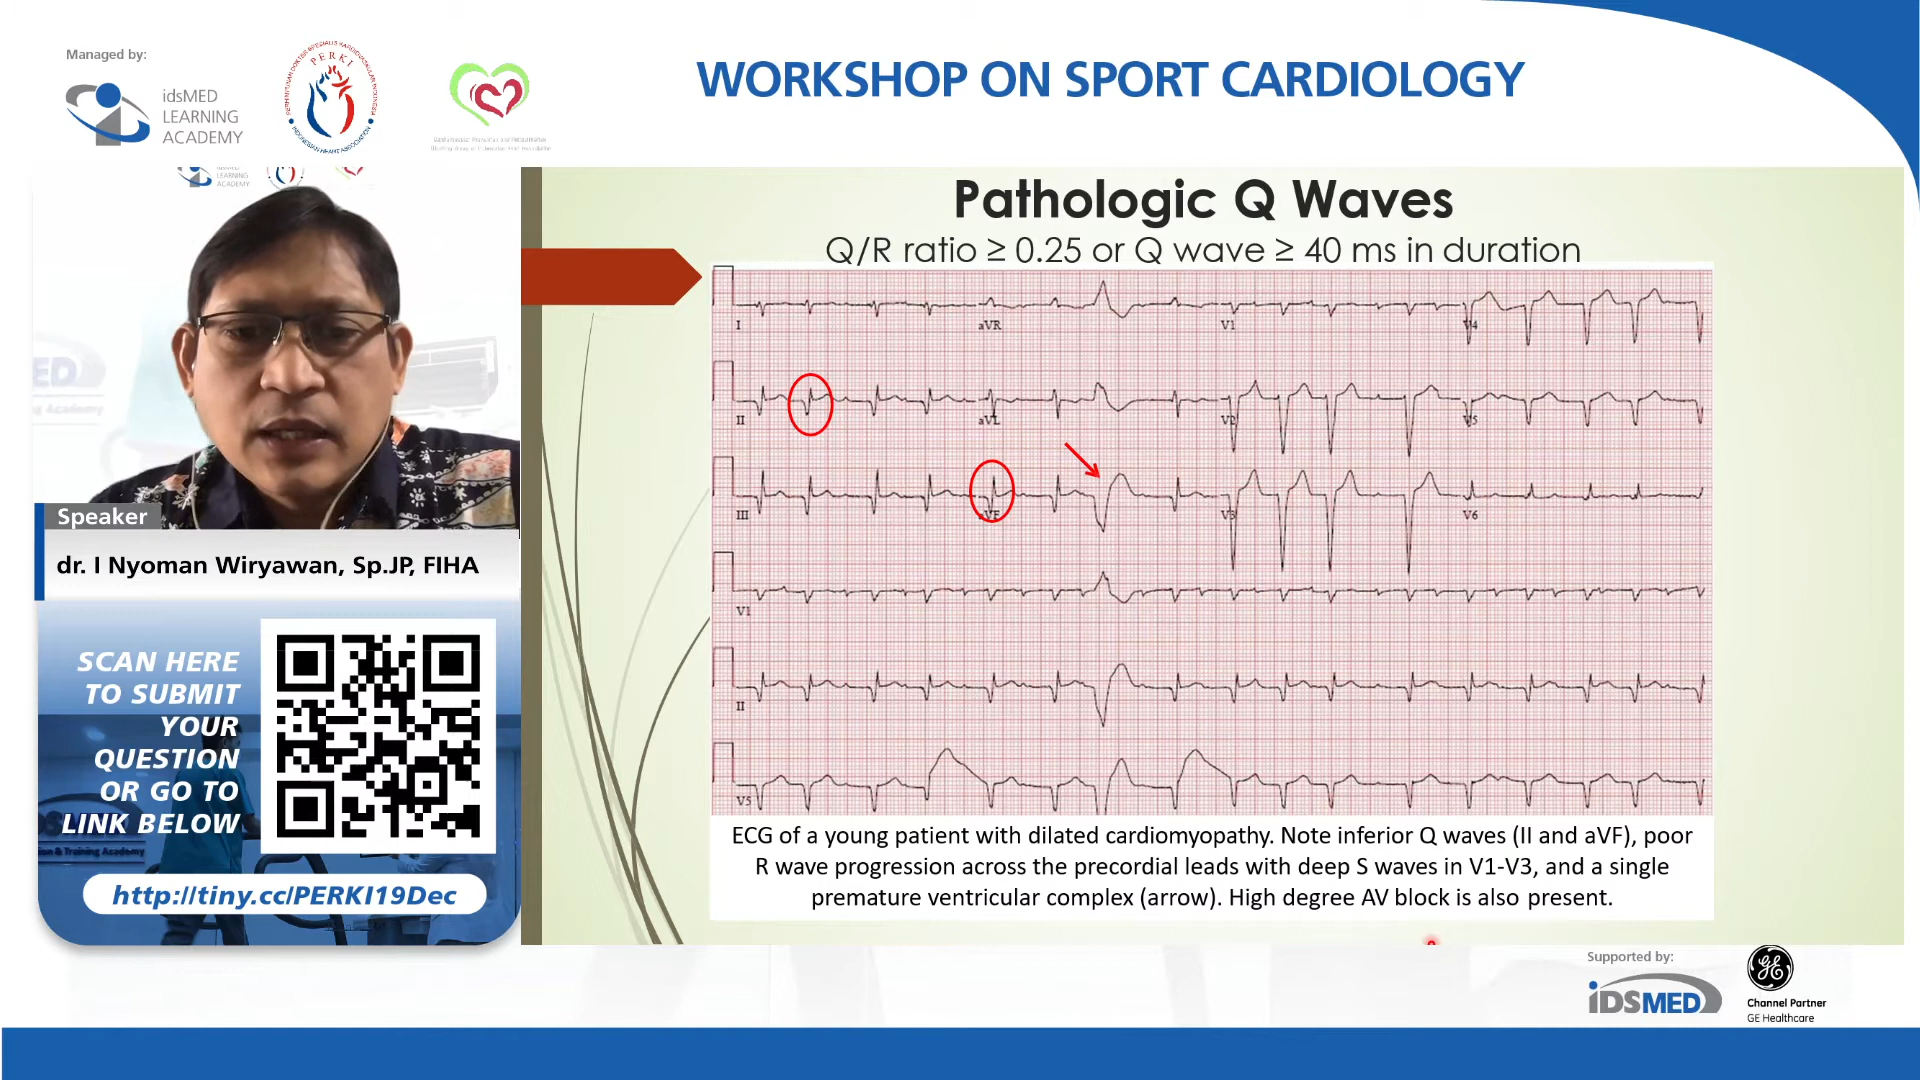 Managed by:
idsMED
LEARNING
ACADEMY
PERKI
WORKSHOP ON SPORT CARDIOLOGY
LEARNING
ACADEMY
Pathologic Q Waves
Q/R ratio ≥ 0.25 or Q wave ≥ 40 ms in duration
I
aVR
V1
V4
II
aVL
V2
V5
III
aVF
V3
V6
V1
II
V5
ECG of a young patient with dilated cardiomyopathy. Note inferior Q waves (II and aVF), poor
R wave progression across the precordial leads with deep S waves in V1-V3, and a single
premature ventricular complex (arrow). High degree AV block is also present.
Speaker
dr. I Nyoman Wiryawan, Sp.JP, FIHA
SCAN HERE
TO SUBMIT
YOUR
QUESTION
OR GO TO
LINK BELOW
http://tiny.cc/PERKI19Dec
Supported by:
iDSMED
GE
Channel Partner
GE Healthcare